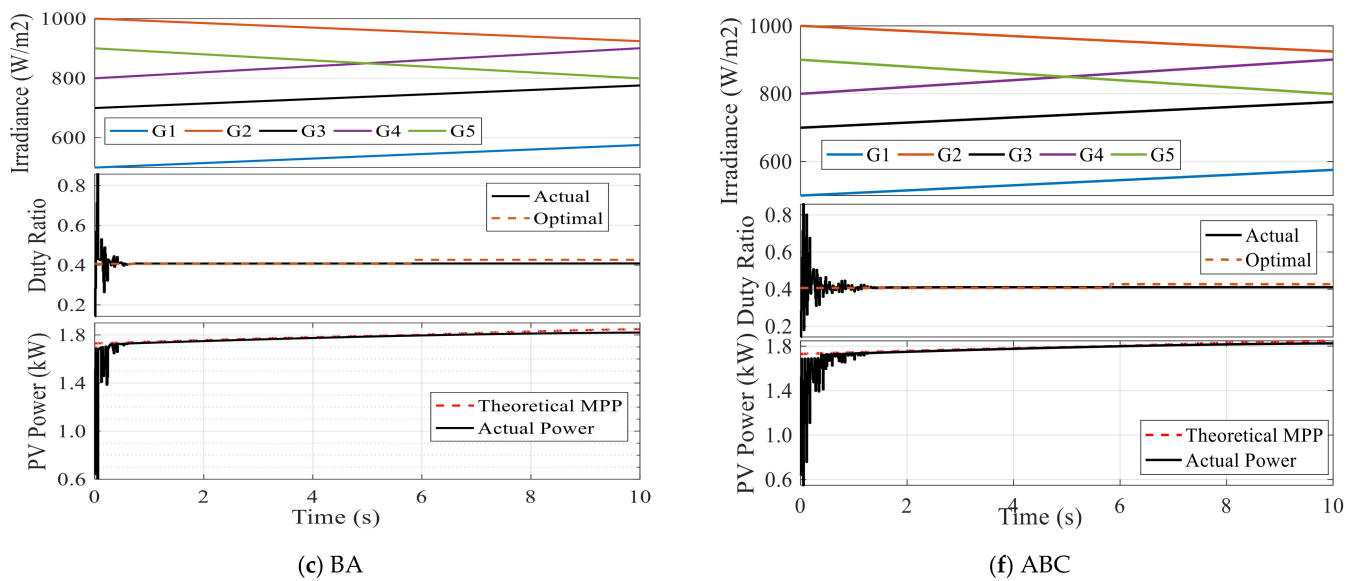 Irradiance (W/m2)
1000
800
600
G1 G2 G3 G4 G5
Duty Ratio
0.8
0.6
0.4
0.2
Actual
Optimal
PV Power (kW)
1.8
1.4
1.0
0.6
Theoretical MPP
Actual Power
0 2 4 6 8 10
Time (s)
(c) BA
Irradiance (W/m2)
1000
800
600
G1 G2 G3 G4 G5
Duty Ratio
0.8
0.6
0.4
0.2
Actual
Optimal
PV Power (kW)
1.8
1.4
1.0
0.6
Theoretical MPP
Actual Power
0 2 4 6 8 10
Time (s)
(f) ABC